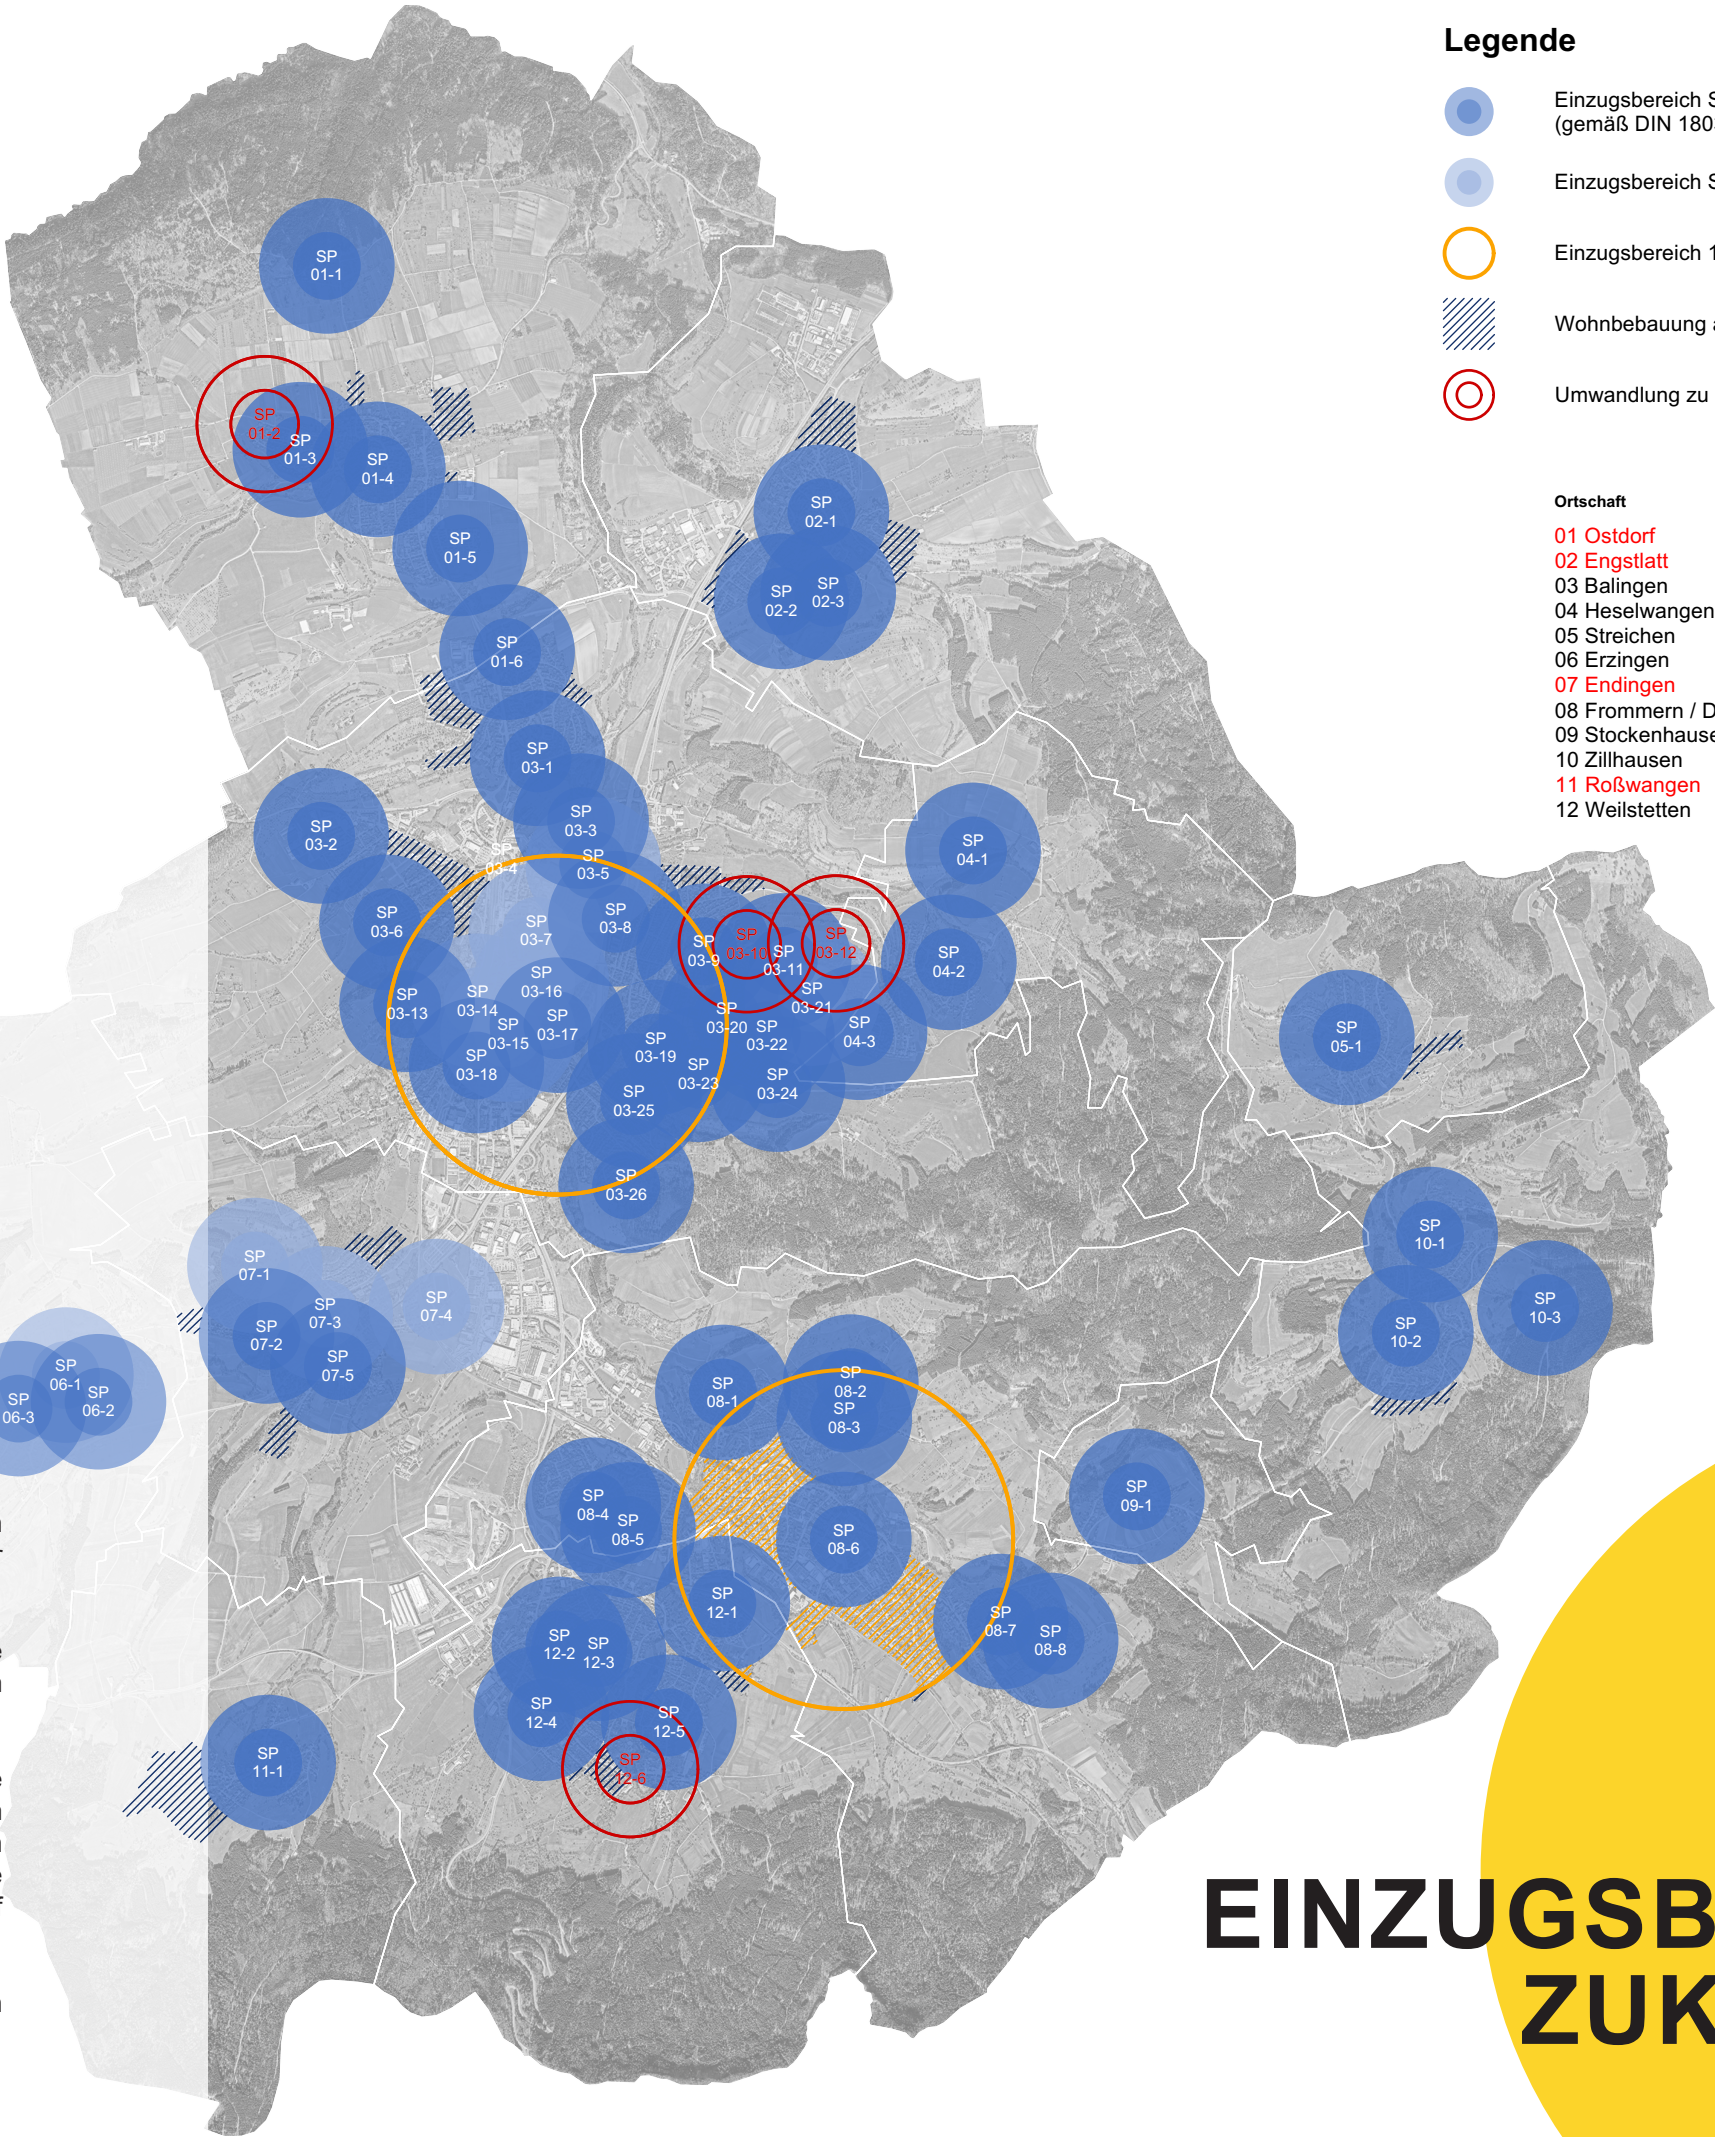 Legende
Einzugsbereich
(gemäß DIN
Einzugsbereich
Einzugsbereich
Wohnbebauung
Umwandlung zu
Ortschaft
01 Ostdorf
02 Engstlatt
03 Balingen
04 Heselwangen
05 Streichen
06 Erzingen
07 Endingen
08 Frommern /
09
10 Zillhausen
11 Roßwangen
12 Weilstetten
SP
01-1
SP
01-2
SP
01-3
SP
01-4
SP
01-5
SP
01-6
SP
02-1
SP
02-2
SP
02-3
SP
03-1
SP
03-2
SP
03-3
SP
03-4
SP
03-5
SP
03-6
SP
03-7
SP
03-8
SP
03-9
SP
03-10
SP
03-11
SP
03-12
SP
03-13
SP
03-14
SP
03-15
SP
03-16
SP
03-17
SP
03-18
SP
03-19
SP
03-20
SP
03-21
SP
03-22
SP
03-23
SP
03-24
SP
03-25
SP
03-26
SP
04-1
SP
04-2
SP
04-3
SP
05-1
SP
06-1
SP
06-2
SP
06-3
SP
07-1
SP
07-2
SP
07-3
SP
07-4
SP
07-5
SP
08-1
SP
08-2
SP
08-3
SP
08-4
SP
08-5
SP
08-6
SP
08-7
SP
08-8
SP
09-1
SP
10-1
SP
10-2
SP
10-3
SP
11-1
SP
12-1
SP
12-2
SP
12-3
SP
12-4
SP
12-5
SP
12-6
EINZUGSB
ZUK